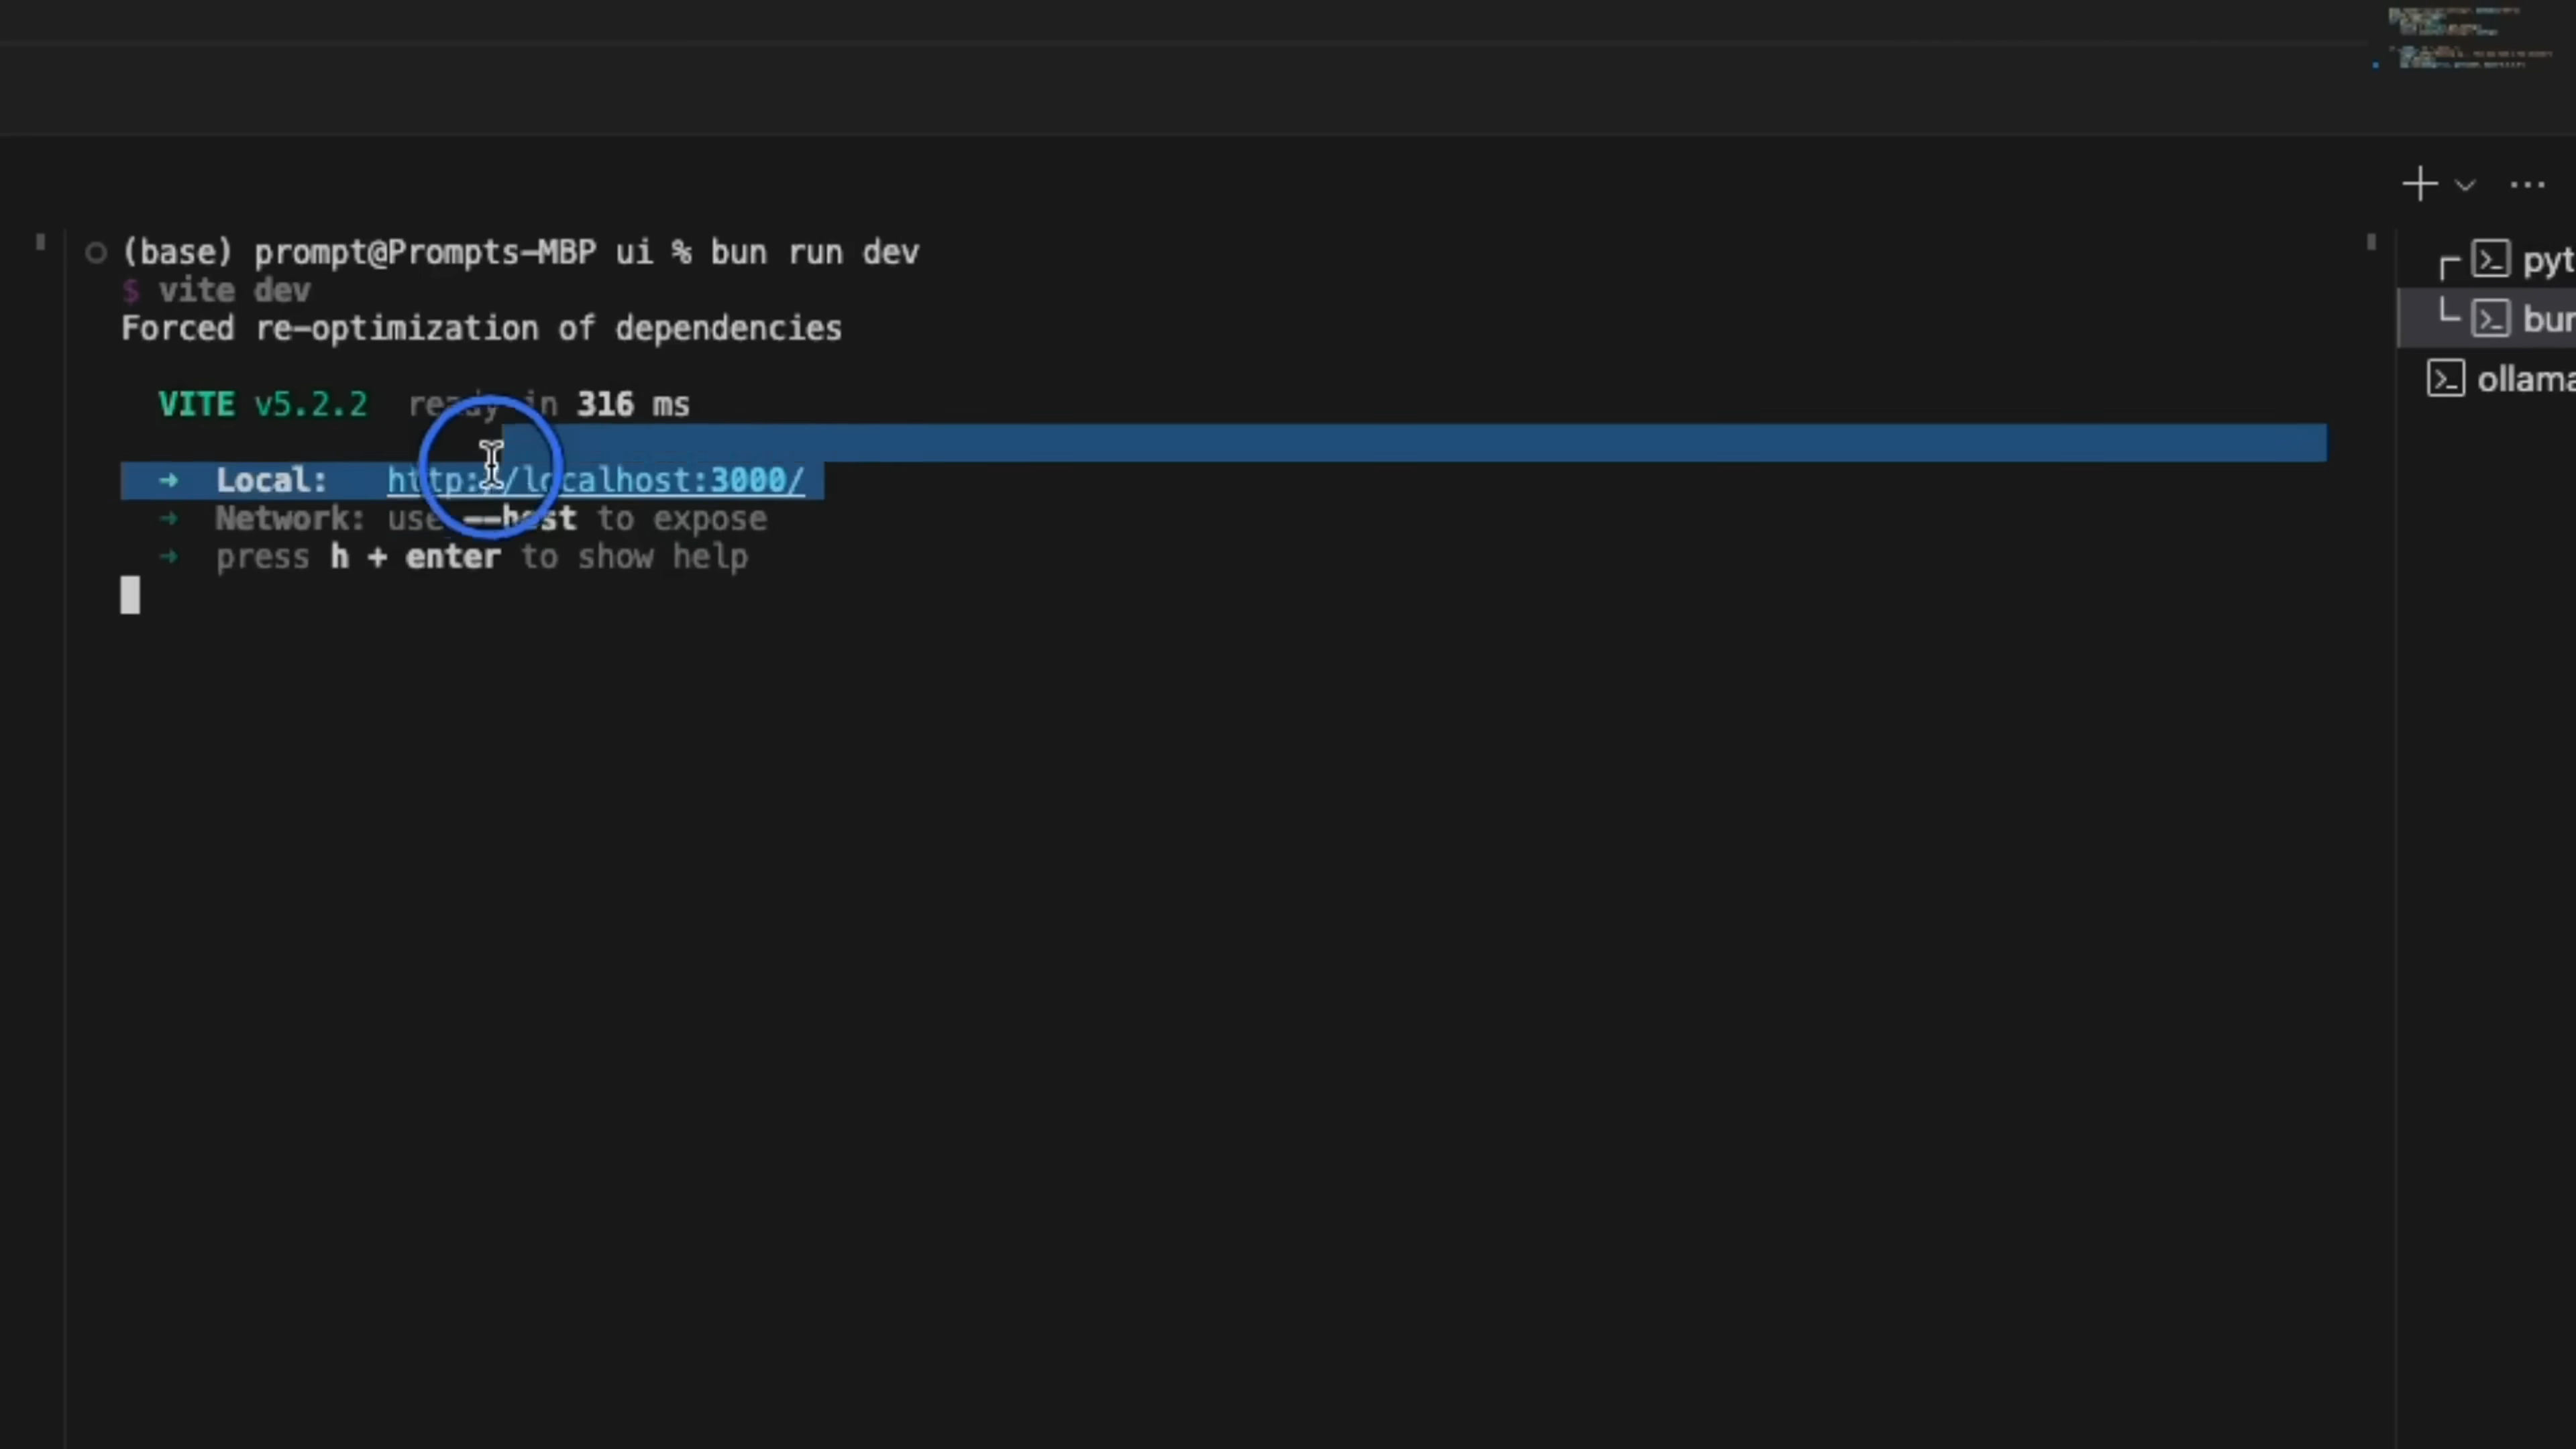 (base) prompt@Prompts-MBP ui % bun run dev
$ vite dev
Forced re-optimization of dependencies
VITE v5.2.2 ready in 316 ms
➜ Local: http://localhost:3000/
➜ Network: use --host to expose
➜ press h + enter to show help
pyt
bun
ollama